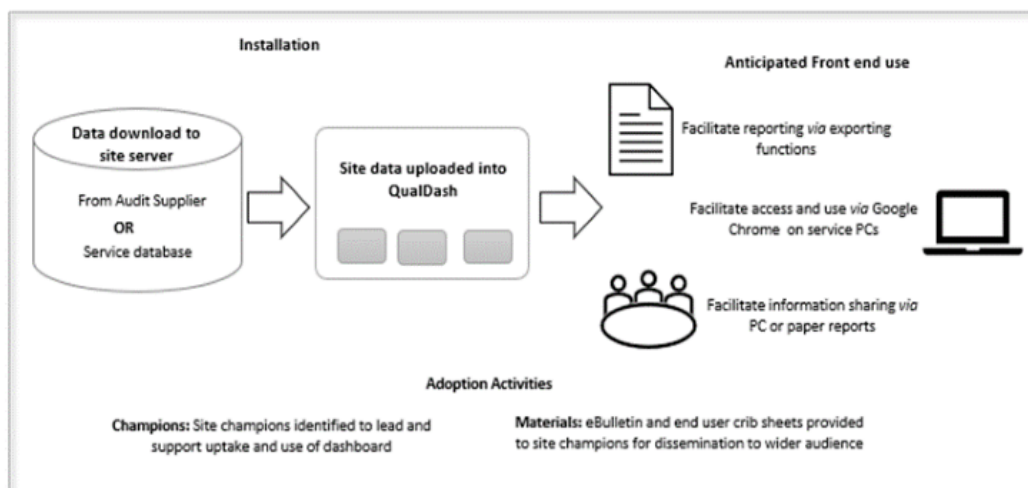 Installation
Anticipated Front end use
Data download to
site server
From Audit Supplier
OR
Service database
Site data uploaded into
QualDash
Facilitate reporting via exporting
functions
Facilitate access and use via Google
Chrome on service PCs
Facilitate information sharing via
PC or paper reports
Adoption Activities
Champions: Site champions identified to lead and
support uptake and use of dashboard
Materials: eBulletin and end user crib sheets provided
to site champions for dissemination to wider audience